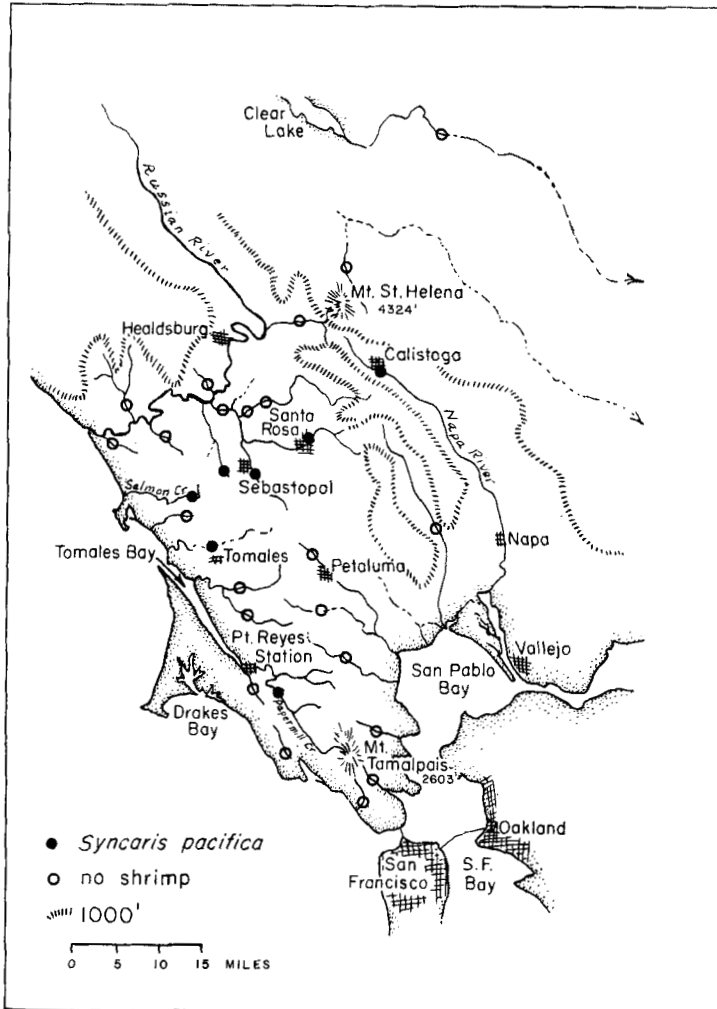 Clear
Lake
Russian River
Mt. St. Helena
4324'
Healdsburg
Calistoga
Santa
Rosa
Napa River
Sebastopol
Salmon Cr.
Napa
Tomales Bay
Tomales
Petaluma
Pt. Reyes
Station
Vallejo
San Pablo
Bay
Drakes
Bay
Papermill Cr.
Mt.
Tamalpais
2603'
Syncaris pacifica
Oakland
no shrimp
San
Francisco
S.F.
Bay
1000'
0 5 10 15 MILES